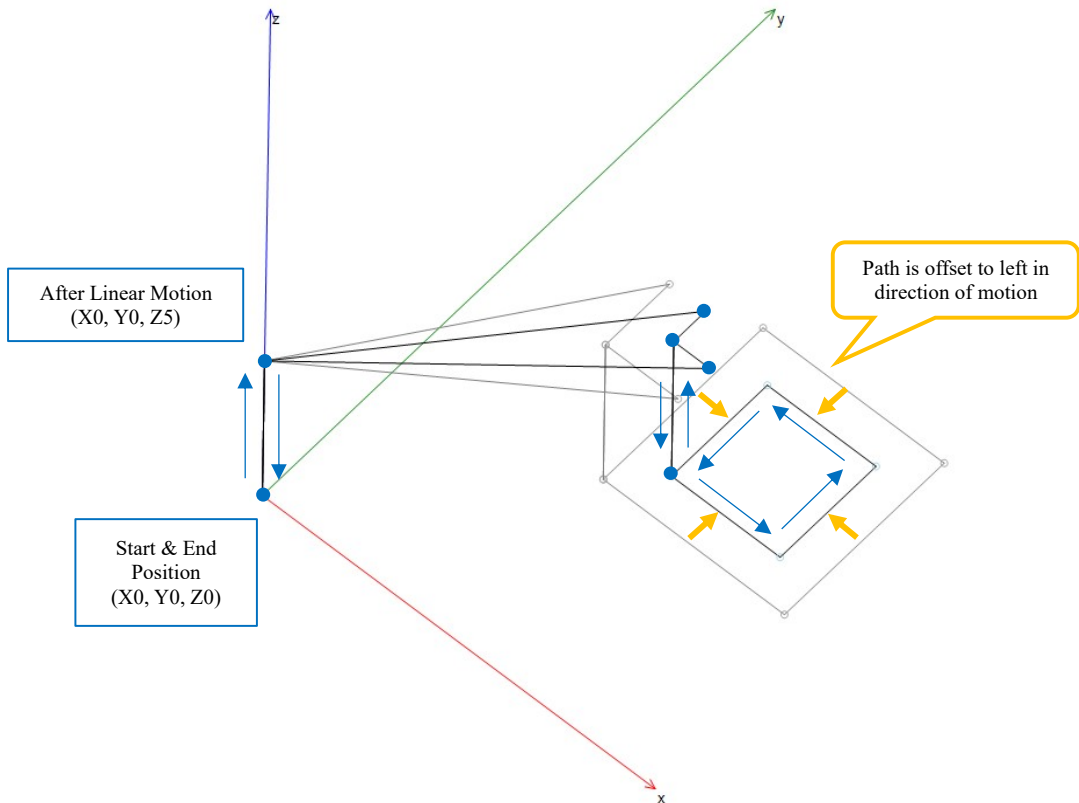 z
y
Path is offset to left in
direction of motion
After Linear Motion
(X0, Y0, Z5)
Start & End
Position
(X0, Y0, Z0)
x